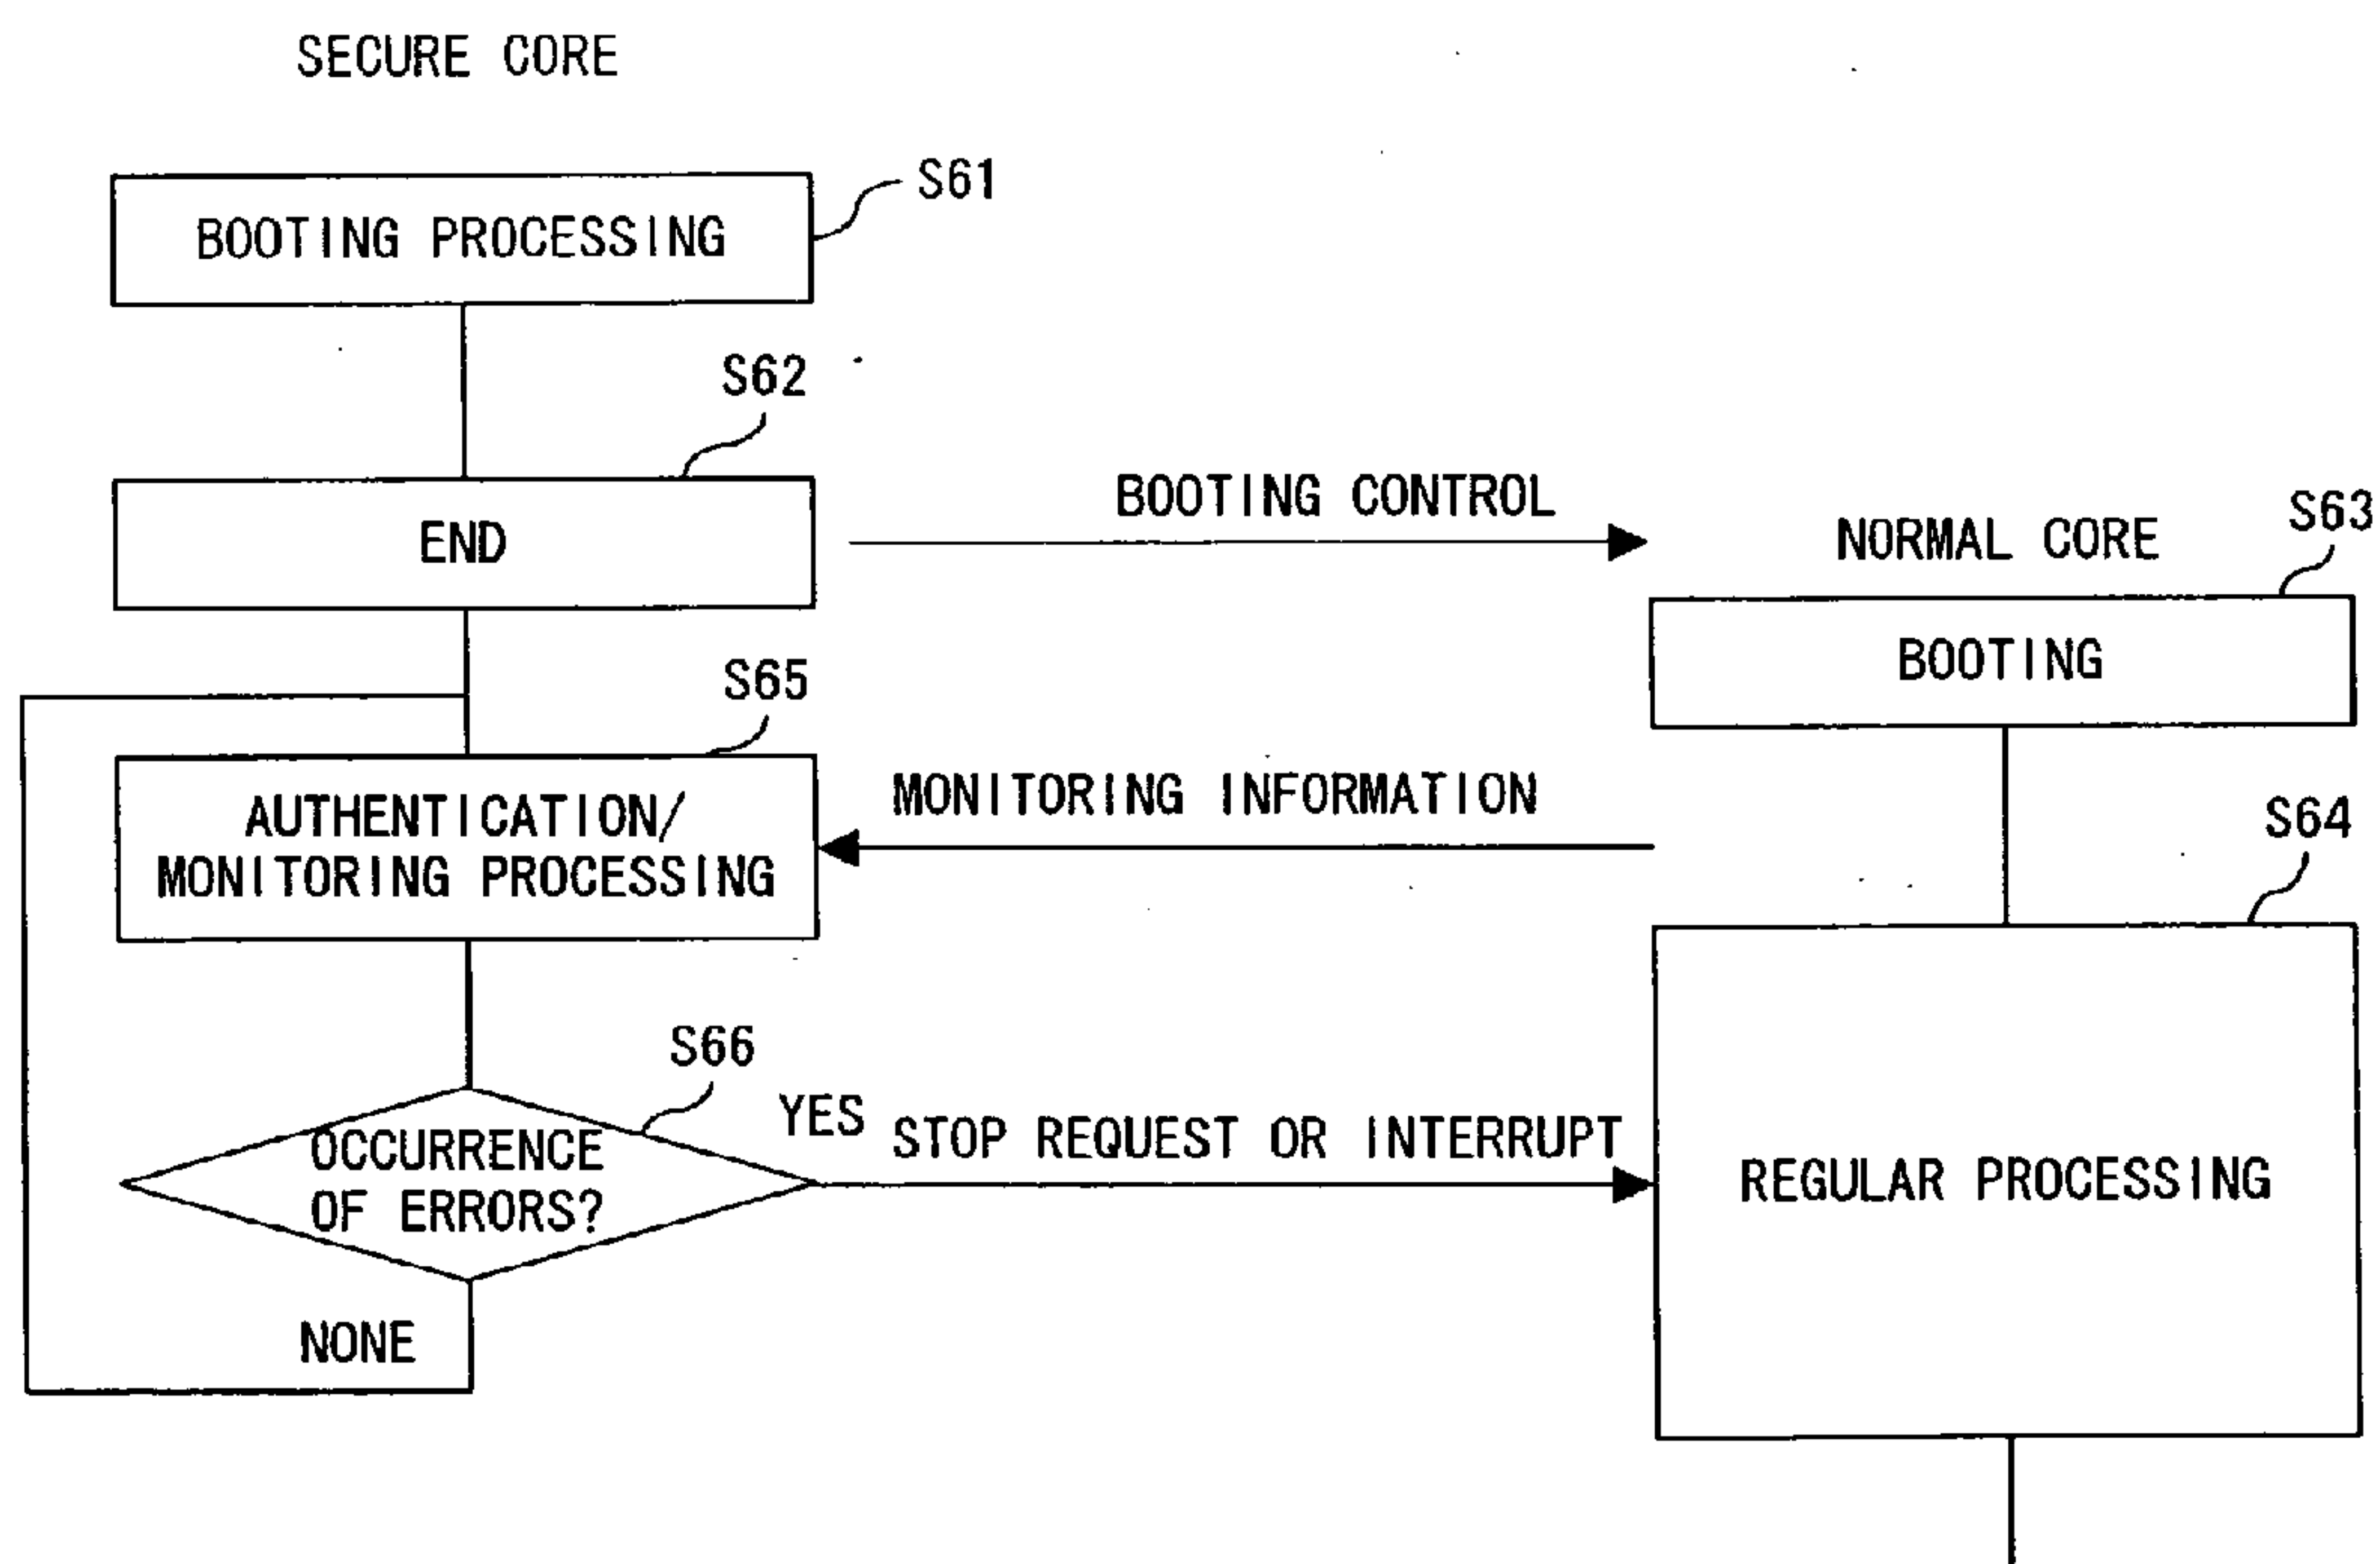 SECURE CORE
S61
BOOTING PROCESSING
S62
END
BOOTING CONTROL
S63
NORMAL CORE
BOOTING
S65
AUTHENTICATION/
MONITORING PROCESSING
MONITORING INFORMATION
S64
S66
OCCURRENCE
OF ERRORS?
YES
STOP REQUEST OR INTERRUPT
REGULAR PROCESSING
NONE